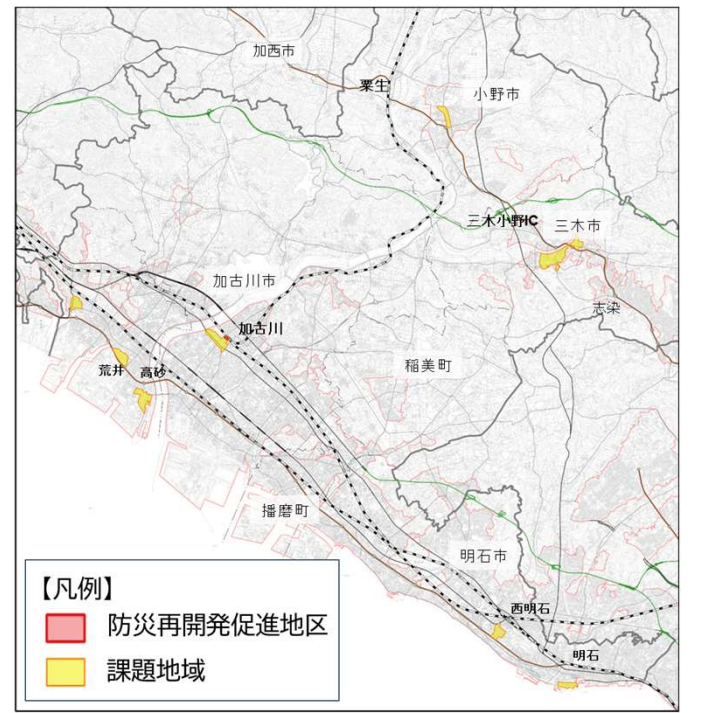 加西市
粟生
小野市
三木小野IC
三木市
加古川市
志染
加古川
稲美町
荒井
高砂
播磨町
明石市
西明石
明石
【凡例】
防災再開発促進地区
課題地域